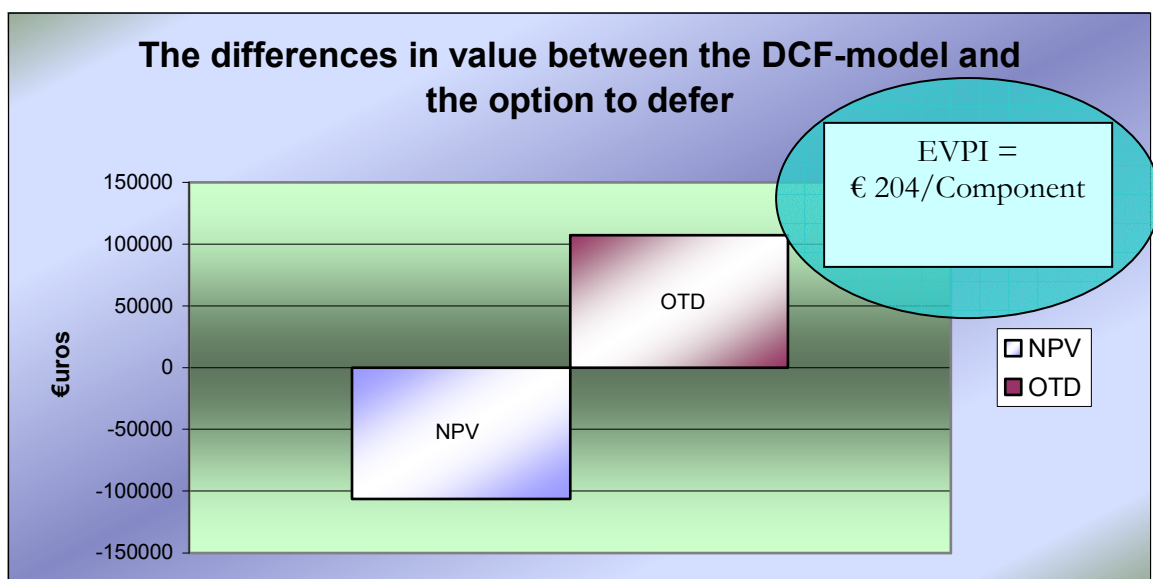 The differences in value between the DCF-model and
the option to defer
EVPI =
€ 204/Component
150000
100000
50000
0
-50000
-100000
-150000
€uros
OTD
NPV
NPV
OTD